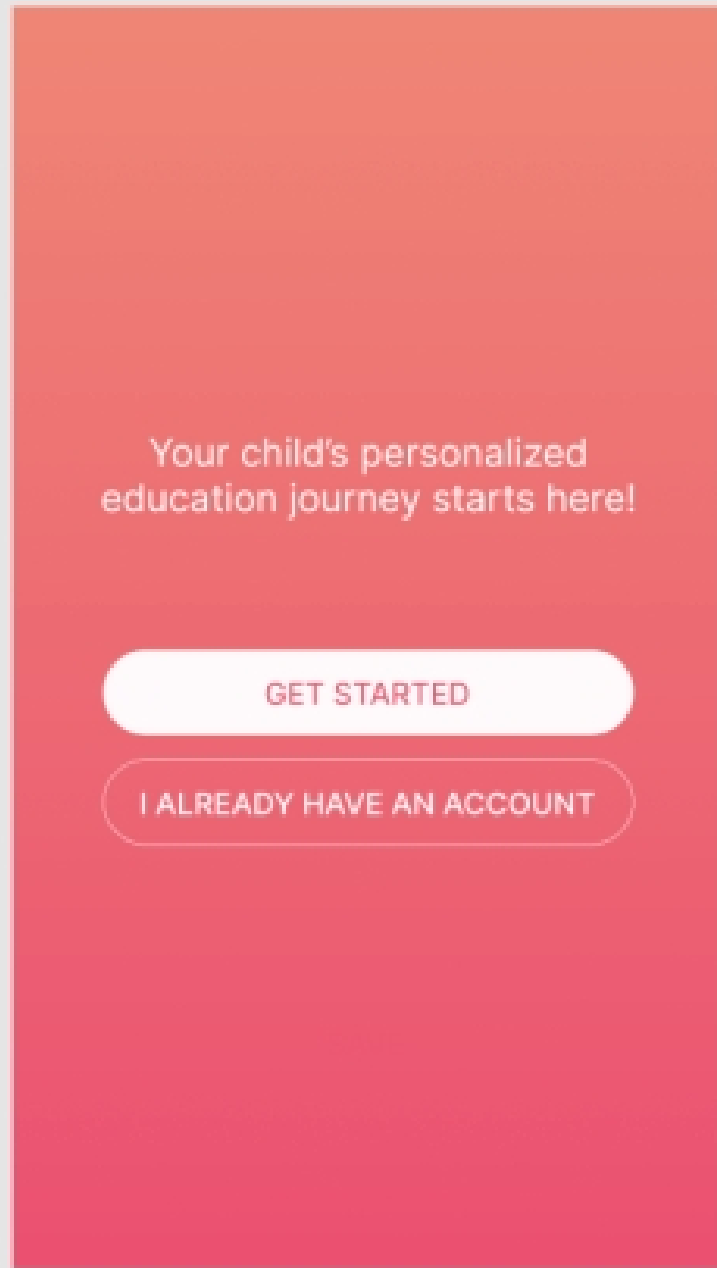 Your child's personalized
education journey starts here!
GET STARTED
I ALREADY HAVE AN ACCOUNT